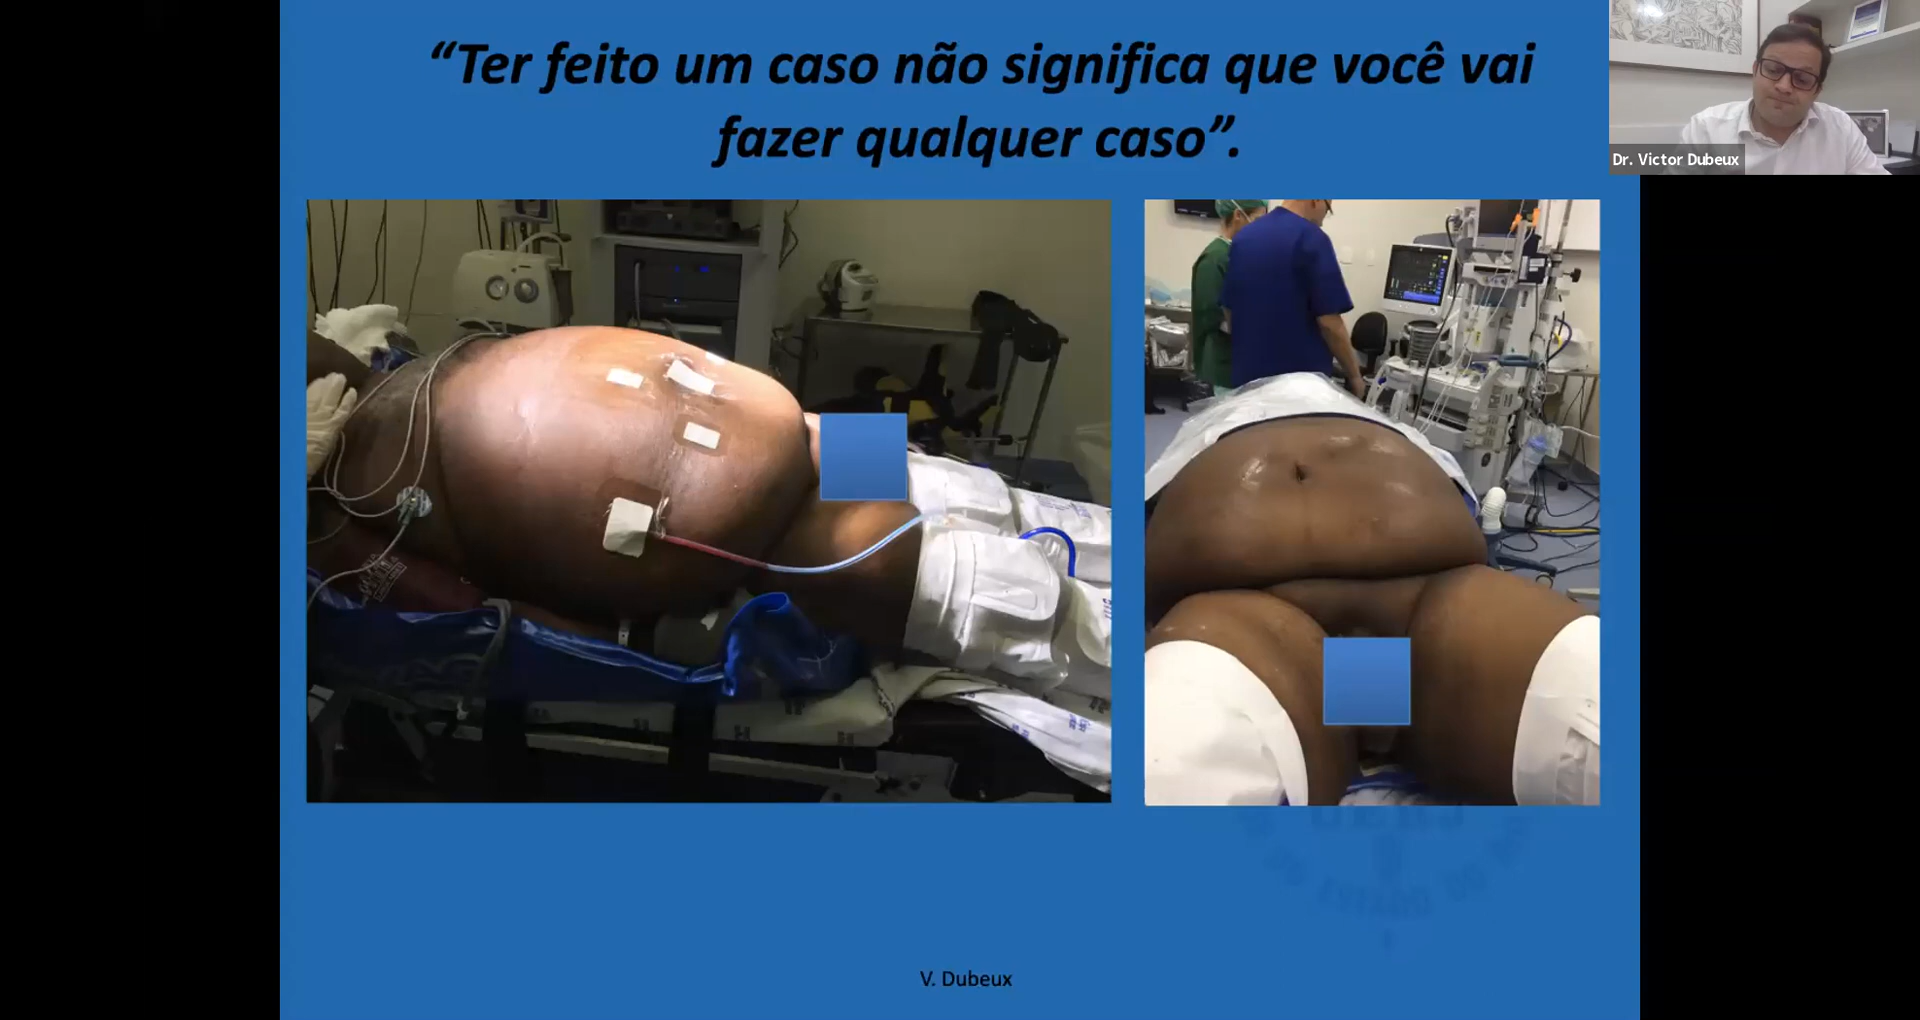 “Ter feito um caso não significa que você vai
fazer qualquer caso”.
Dr. Victor Dubeux
V. Dubeux